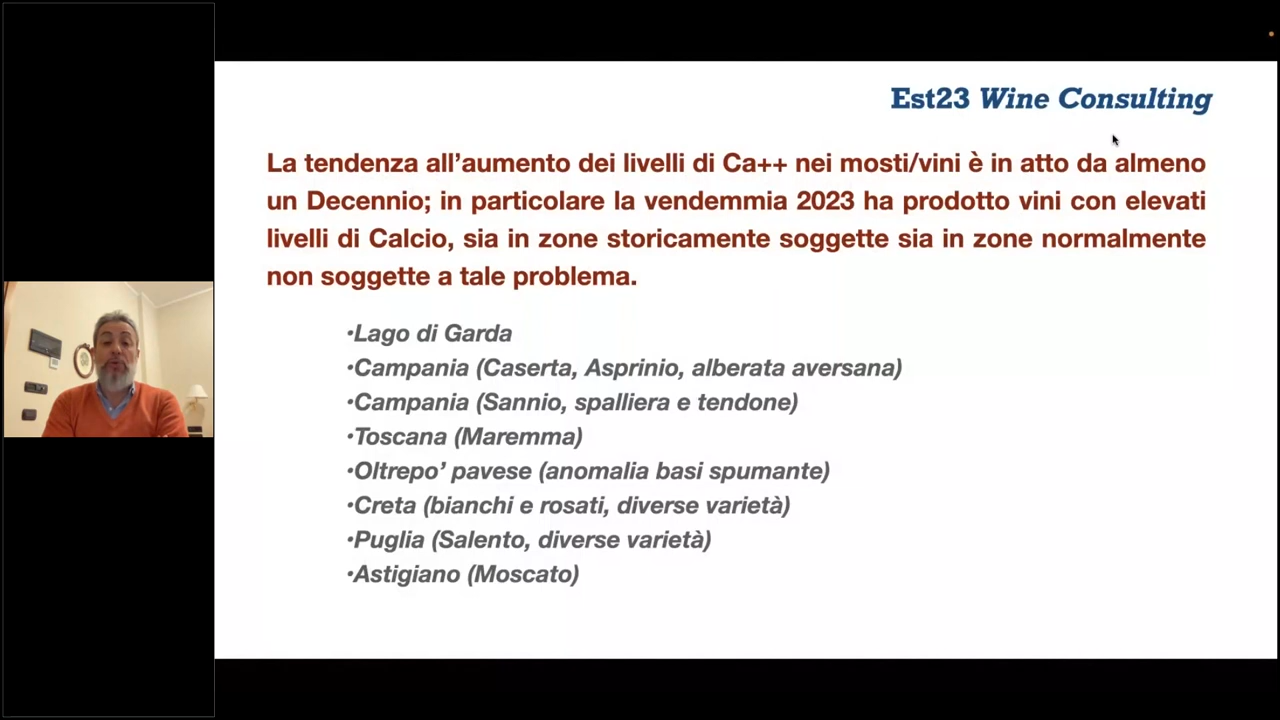 Est23 Wine Consulting
La tendenza all’aumento dei livelli di Ca++ nei mosti/vini è in atto da almeno
un Decennio; in particolare la vendemmia 2023 ha prodotto vini con elevati
livelli di Calcio, sia in zone storicamente soggette sia in zone normalmente
non soggette a tale problema.
•Lago di Garda
•Campania (Caserta, Asprinio, alberata aversana)
•Campania (Sannio, spalliera e tendone)
•Toscana (Maremma)
•Oltrepo’ pavese (anomalia basi spumante)
•Creta (bianchi e rosati, diverse varietà)
•Puglia (Salento, diverse varietà)
•Astigiano (Moscato)